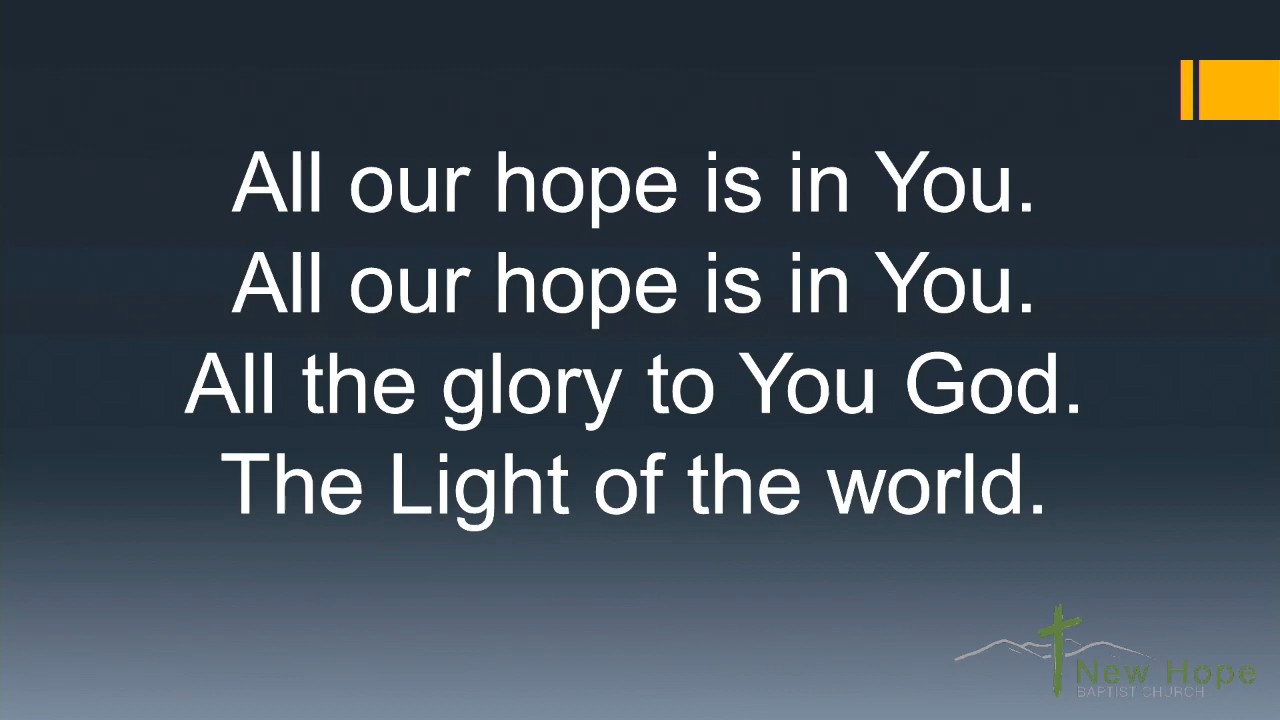 All our hope is in You.
All our hope is in You.
All the glory to You God.
The Light of the world.
New Hope
BAPTIST CHURCH